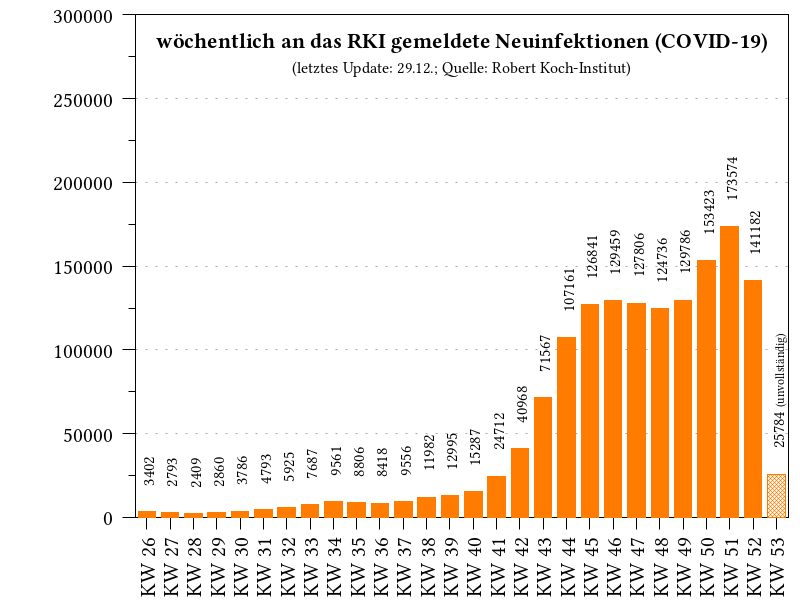 wöchentlich an das RKI gemeldete Neuinfektionen (COVID-19)
(letztes Update: 29.12.; Quelle: Robert Koch-Institut)
300000
250000
200000
150000
100000
50000
0
3402
2793
2409
2860
3786
4793
5925
7687
9561
8806
8418
9556
11982
12995
15287
24712
40968
71567
107161
126841
129459
127806
124736
129786
153423
173574
141182
25784 (unvollständig)
KW 26
KW 27
KW 28
KW 29
KW 30
KW 31
KW 32
KW 33
KW 34
KW 35
KW 36
KW 37
KW 38
KW 39
KW 40
KW 41
KW 42
KW 43
KW 44
KW 45
KW 46
KW 47
KW 48
KW 49
KW 50
KW 51
KW 52
KW 53